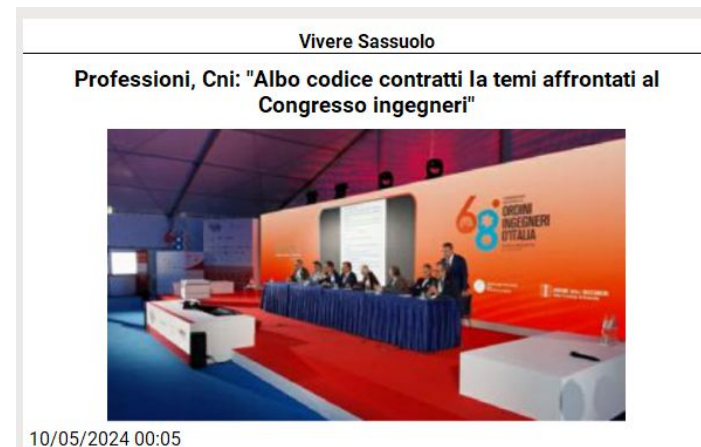 Vivere Sassuolo
Professioni, Cni: "Albo codice contratti Ia temi affrontati al
Congresso ingegneri"
68°
ORDINI
INGEGNERI
D'ITALIA
10/05/2024 00:05